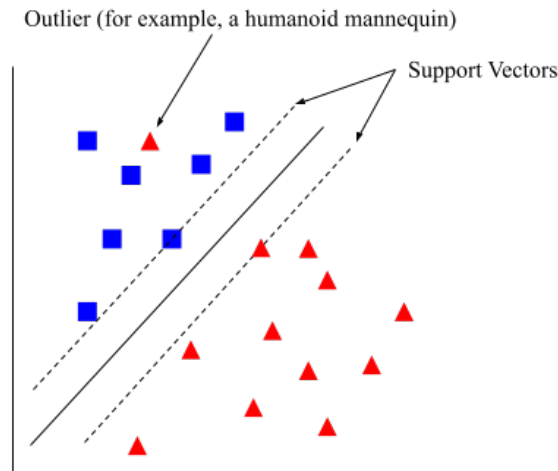 Outlier (for example, a humanoid mannequin)
Support Vectors